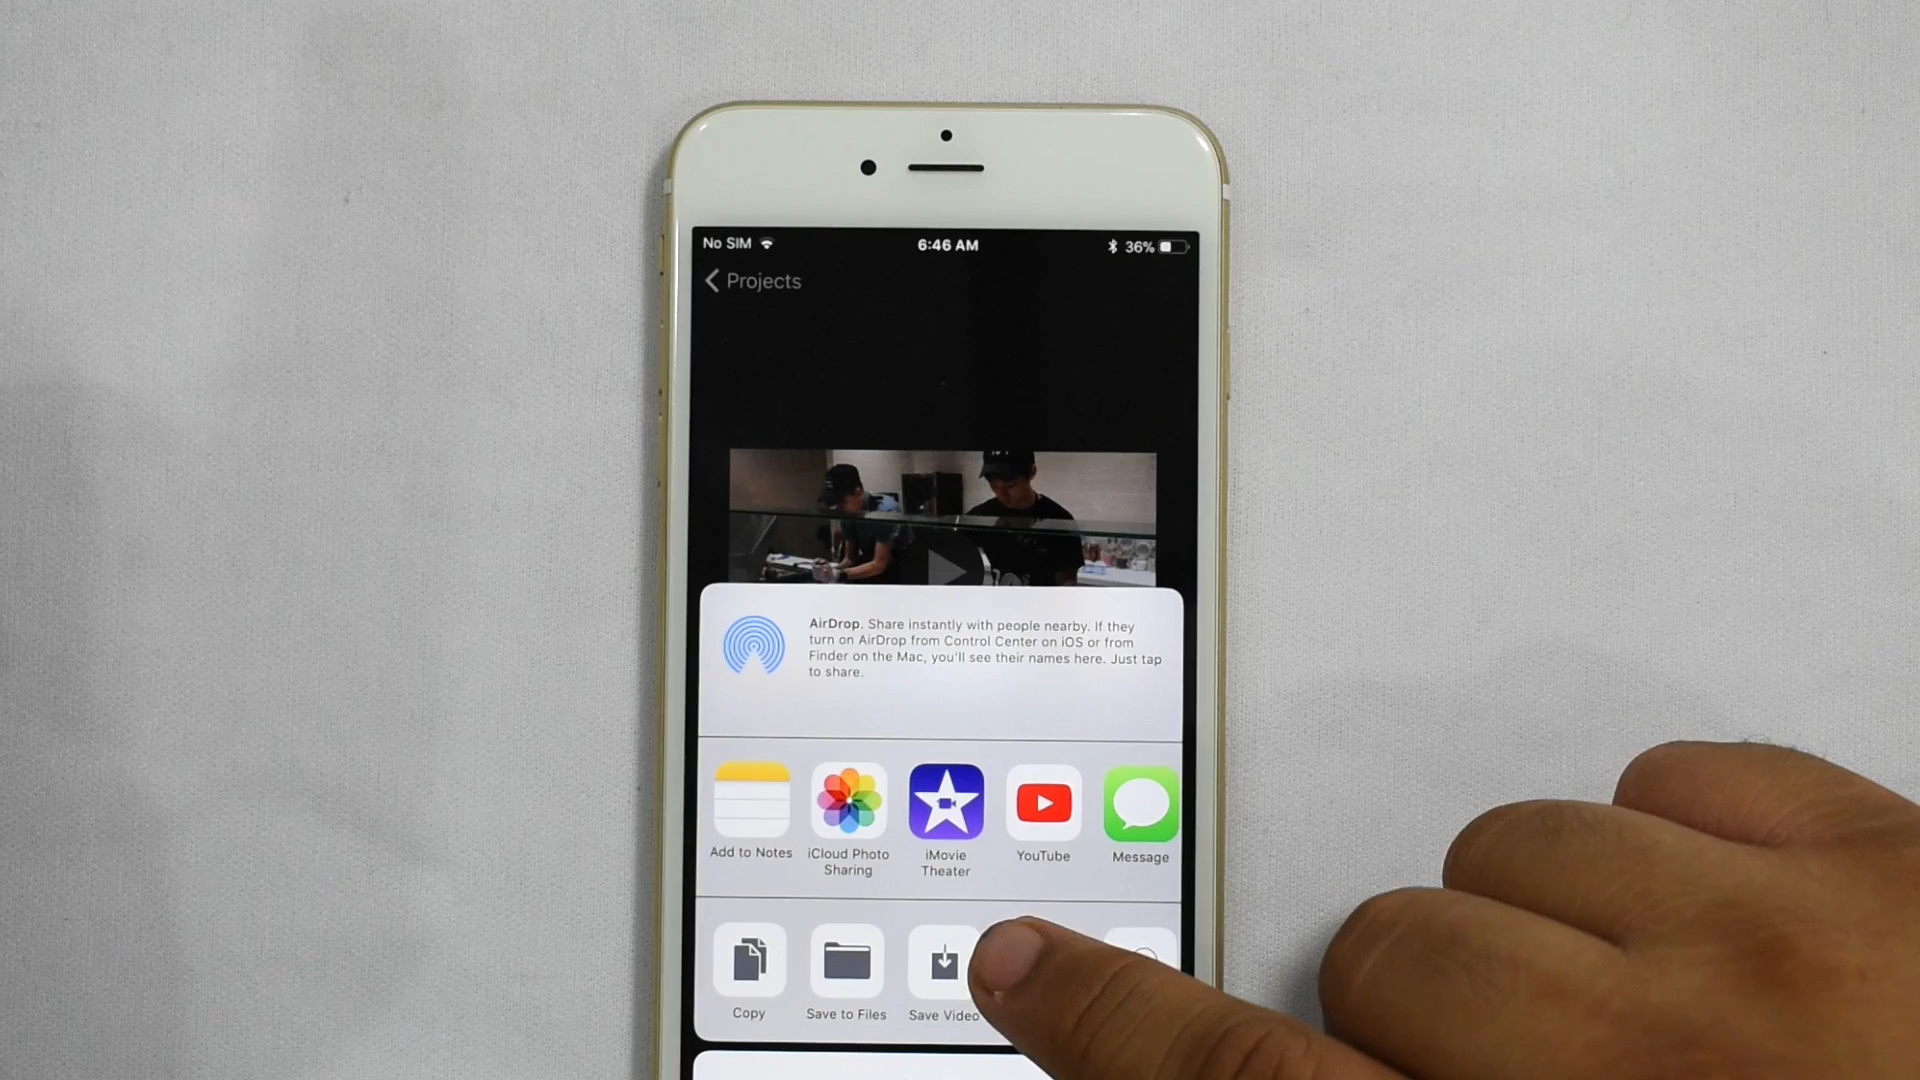 No SIM 6:46 AM 36%
Projects
AirDrop. Share instantly with people nearby. If they
turn on AirDrop from Control Center on iOS or from
Finder on the Mac, you'll see their names here. Just tap
to share.
Add to Notes
iCloud Photo
Sharing
iMovie
Theater
YouTube
Message
Copy
Save to Files
Save Video